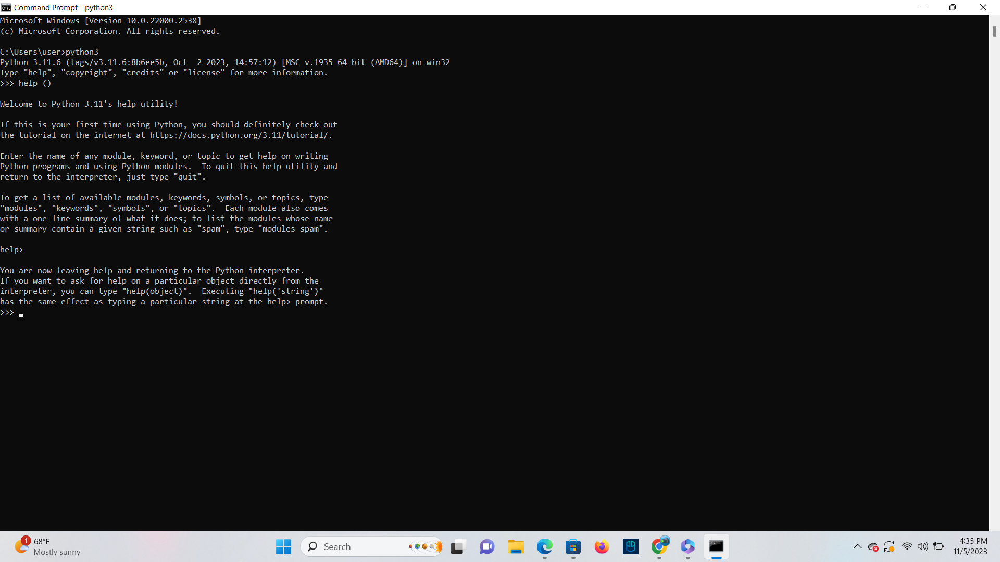 Command Prompt - python3
Microsoft Windows [Version 10.0.22000.2538]
(c) Microsoft Corporation. All rights reserved.
C:\Users\user>python3
Python 3.11.6 (tags/v3.11.6:8b6ee5b, Oct  2 2023, 14:57:12) [MSC v.1935 64 bit (AMD64)] on win32
Type "help", "copyright", "credits" or "license" for more information.
>>> help ()
Welcome to Python 3.11's help utility!
If this is your first time using Python, you should definitely check out
the tutorial on the internet at https://docs.python.org/3.11/tutorial/.
Enter the name of any module, keyword, or topic to get help on writing
Python programs and using Python modules.  To quit this help utility and
return to the interpreter, just type "quit".
To get a list of available modules, keywords, symbols, or topics, type
"modules", "keywords", "symbols", or "topics".  Each module also comes
with a one-line summary of what it does; to list the modules whose name
or summary contain a given string such as "spam", type "modules spam".
help>
You are now leaving help and returning to the Python interpreter.
If you want to ask for help on a particular object directly from the
interpreter, you can type "help(object)".  Executing "help('string')"
has the same effect as typing a particular string at the help> prompt.
>>>
1
68°F
Mostly sunny
Search
4:35 PM
11/5/2023